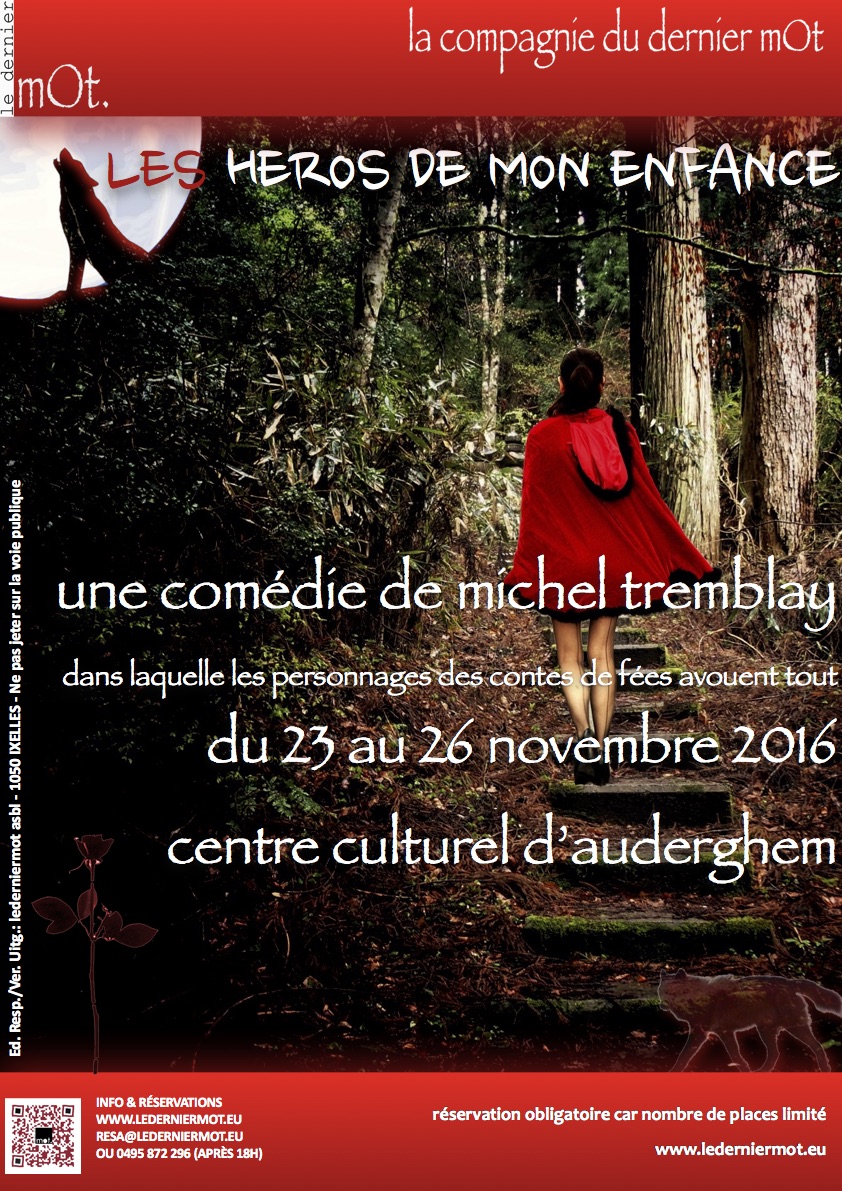 le dernier
mOt.
la compagnie du dernier mOt
LES HEROS DE MON ENFANCE
une comédie de michel tremblay
dans laquelle les personnages des contes de fées avouent tout
du 23 au 26 novembre 2016
centre culturel d'auderghem
Ed. Resp./Ver. Uitg.: lederniermot asbl - 1050 IXELLES - Ne pas jeter sur la voie publique
INFO & RÉSERVATIONS
WWW.LEDERNIERMOT.EU
RESA@LEDERNIERMOT.EU
OU 0495 872 296 (APRÈS 18H)
réservation obligatoire car nombre de places limité
www.lederniermot.eu